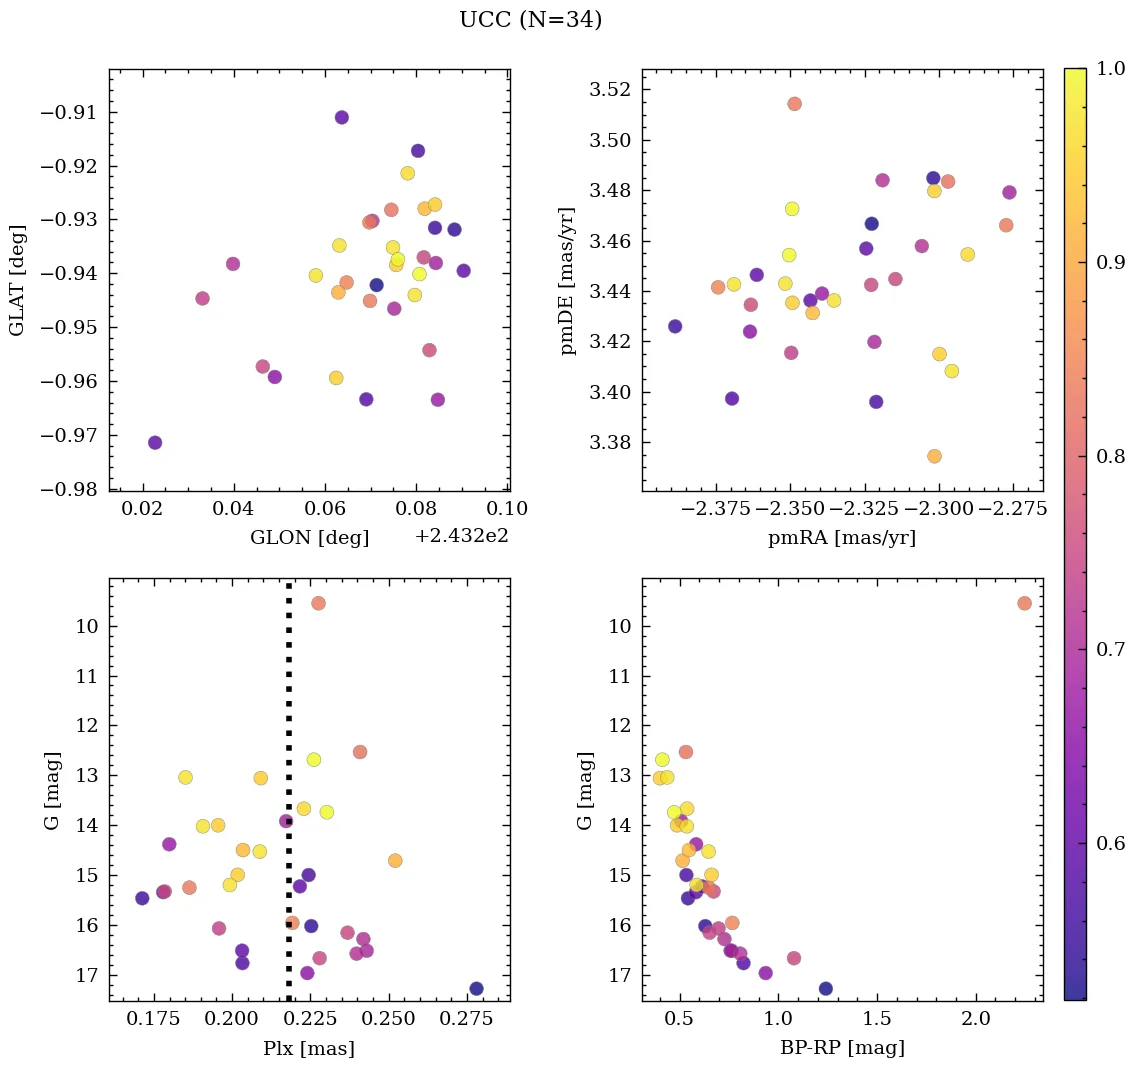 UCC (N=34)
−0.91
−0.92
−0.93
−0.94
−0.95
−0.96
−0.97
−0.98
GLAT [deg]
0.02 0.04 0.06 0.08 0.10
GLON [deg]
+2.432e2
3.52
3.50
3.48
3.46
3.44
3.42
3.40
3.38
pmDE [mas/yr]
−2.375 −2.350 −2.325 −2.300 −2.275
pmRA [mas/yr]
1.0
0.9
0.8
0.7
0.6
10
11
12
13
14
15
16
17
G [mag]
0.175 0.200 0.225 0.250 0.275
Plx [mas]
10
11
12
13
14
15
16
17
G [mag]
0.5 1.0 1.5 2.0
BP-RP [mag]